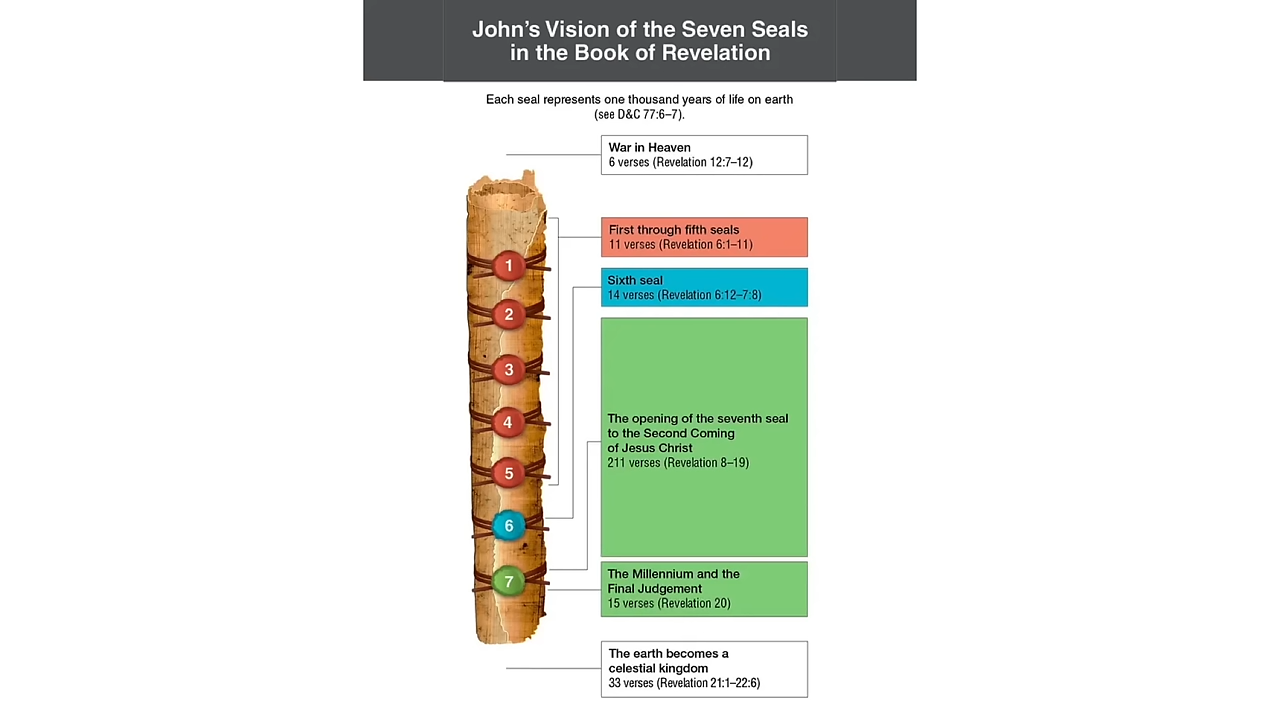 John's Vision of the Seven Seals
in the Book of Revelation
Each seal represents one thousand years of life on earth
(see D&C 77:6–7).
War in Heaven
6 verses (Revelation 12:7–12)
First through fifth seals
11 verses (Revelation 6:1–11)
1
Sixth seal
14 verses (Revelation 6:12–7:8)
2
3
4
The opening of the seventh seal
to the Second Coming
of Jesus Christ
211 verses (Revelation 8–19)
5
6
7
The Millennium and the
Final Judgement
15 verses (Revelation 20)
The earth becomes a
celestial kingdom
33 verses (Revelation 21:1–22:6)